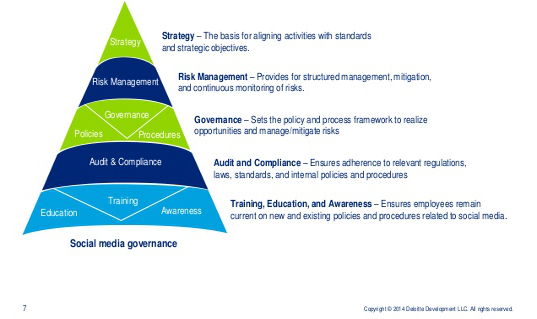 Strategy
Strategy – The basis for aligning activities with standards
and strategic objectives.
Risk Management
Risk Management – Provides for structured management, mitigation,
and continuous monitoring of risks.
Governance
Policies
Procedures
Governance – Sets the policy and process framework to realize
opportunities and manage/mitigate risks
Audit & Compliance
Audit and Compliance – Ensures adherence to relevant regulations,
laws, standards, and internal policies and procedures
Training
Education
Awareness
Training, Education, and Awareness – Ensures employees remain
current on new and existing policies and procedures related to social media.
Social media governance
7
Copyright © 2014 Deloitte Development LLC. All rights reserved.